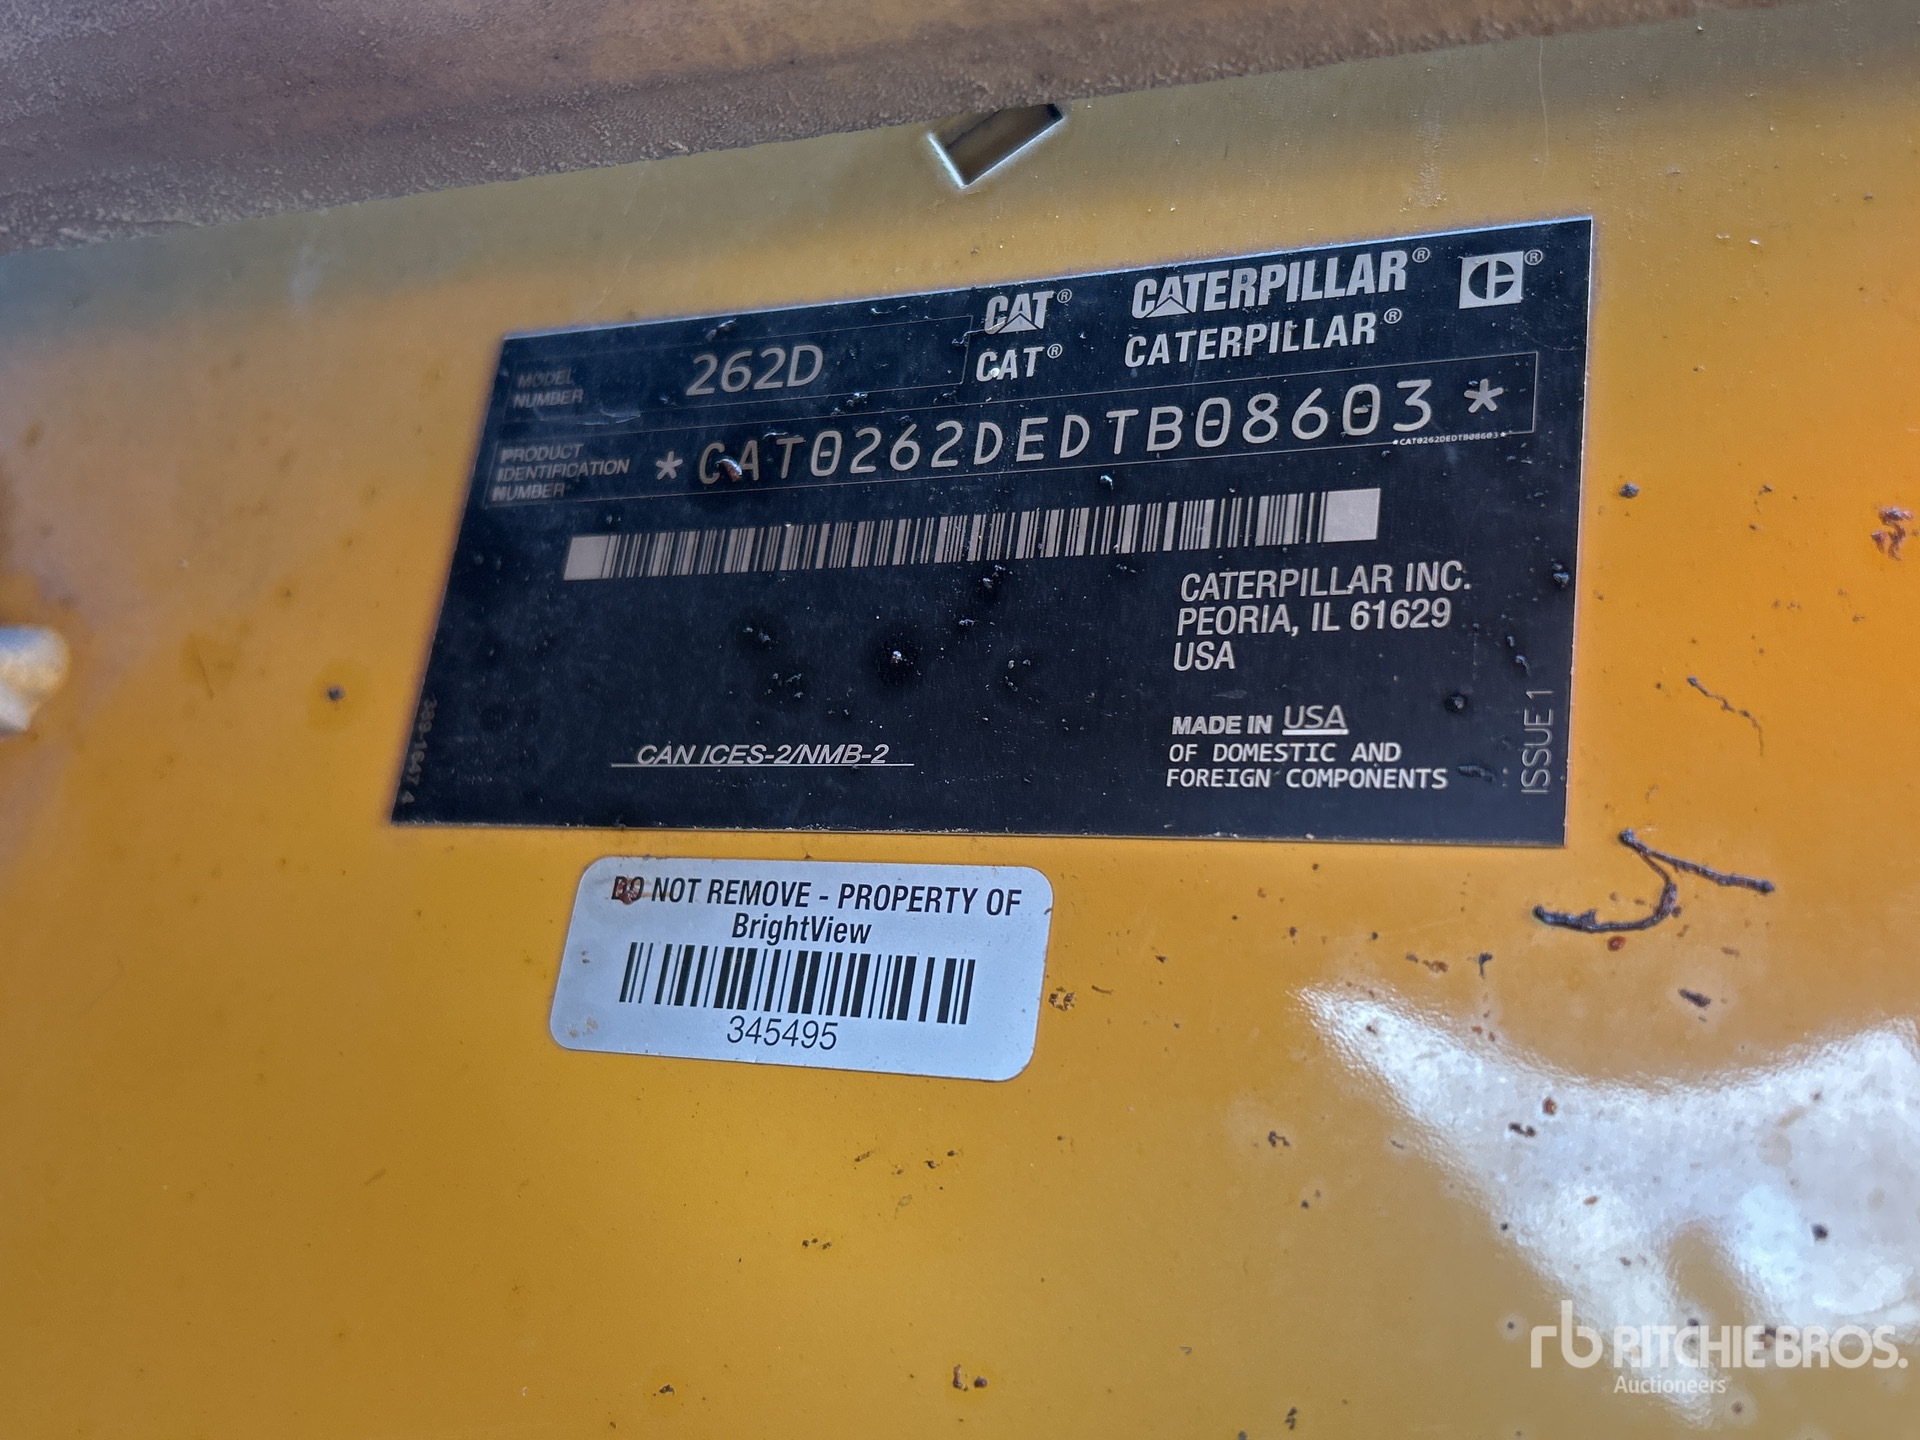 CAT® CATERPILLAR®
MODEL NUMBER 262D CAT® CATERPILLAR®
PRODUCT
IDENTIFICATION
NUMBER
*CAT0262DEDTB08603*
*CAT0262DEDTB08603*
CATERPILLAR INC.
PEORIA, IL 61629
USA
MADE IN USA
OF DOMESTIC AND
FOREIGN COMPONENTS
CAN ICES-2/NMB-2
ISSUE 1
DO NOT REMOVE - PROPERTY OF
BrightView
345495
rb RITCHIE BROS.
Auctioneers